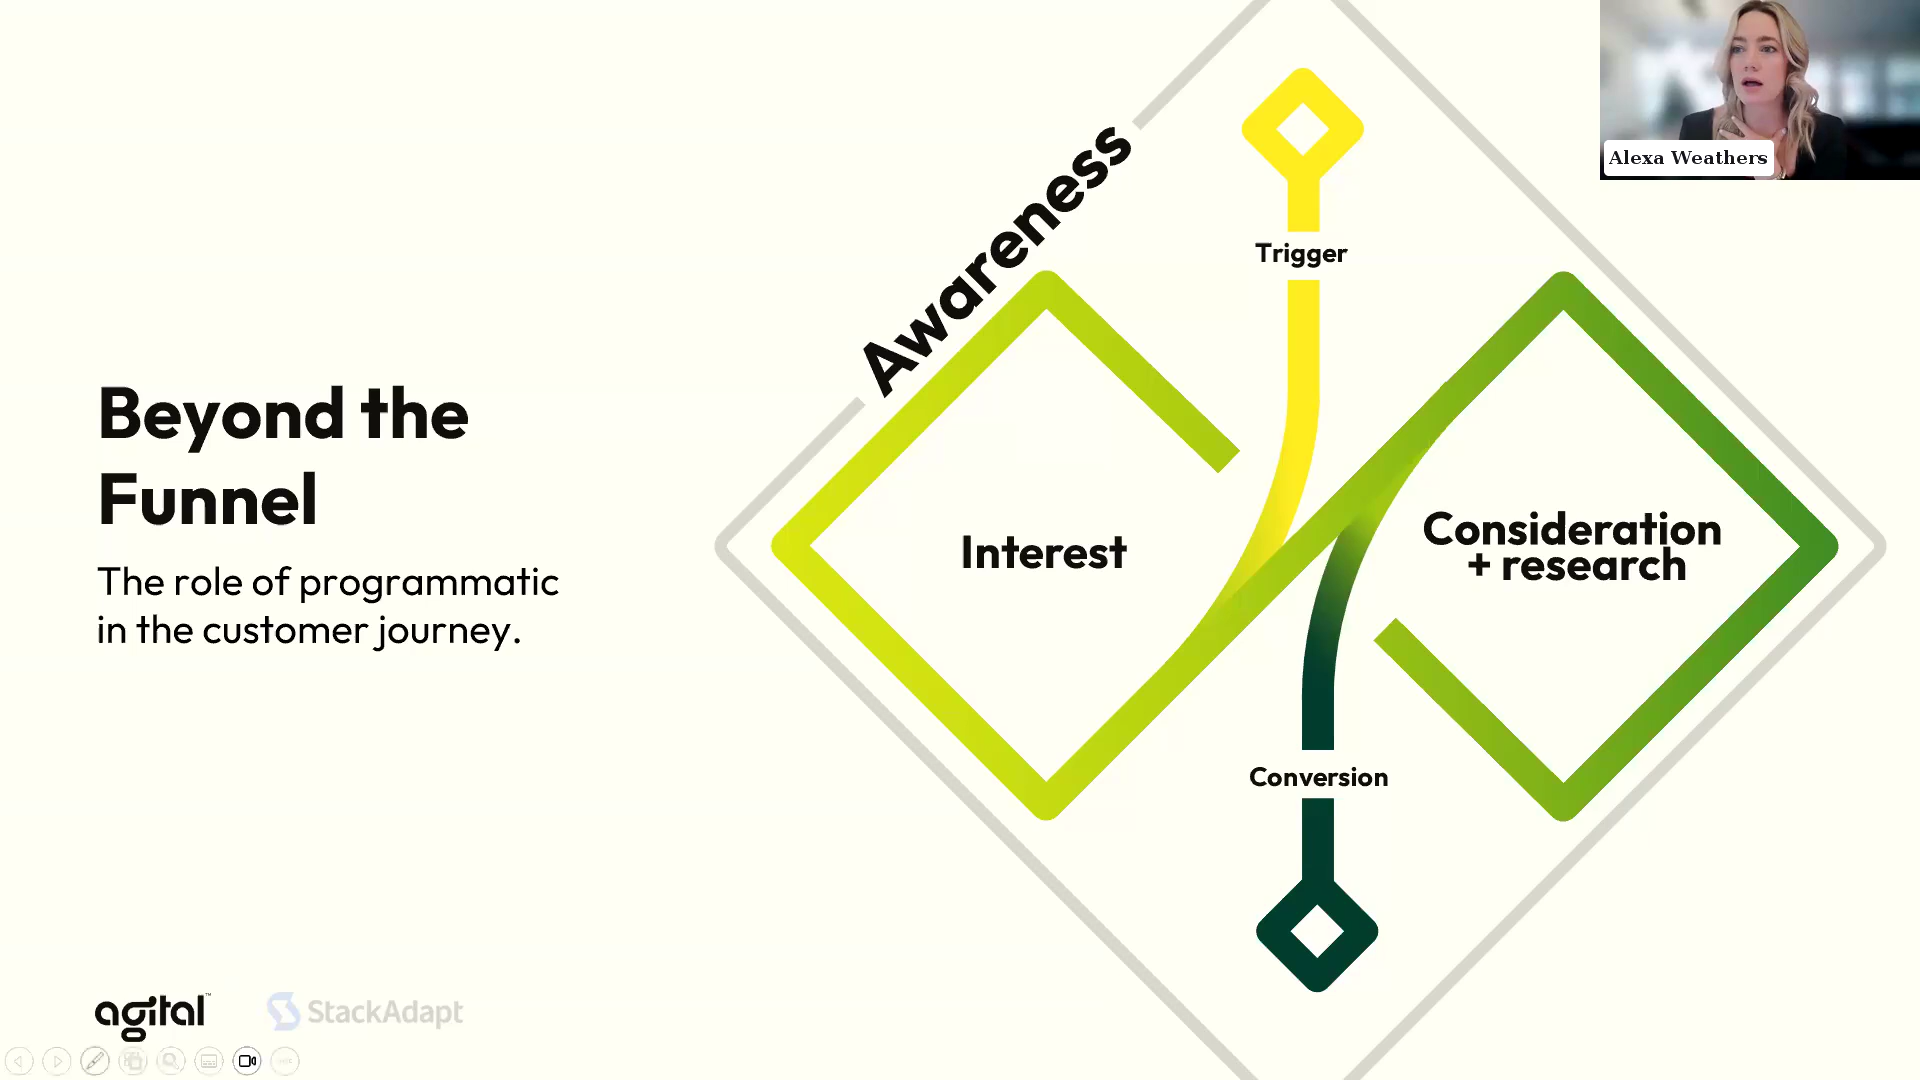 Beyond the
Funnel
The role of programmatic
in the customer journey.
Awareness
Trigger
Interest
Consideration
+ research
Conversion
agital™
StackAdapt
Alexa Weathers